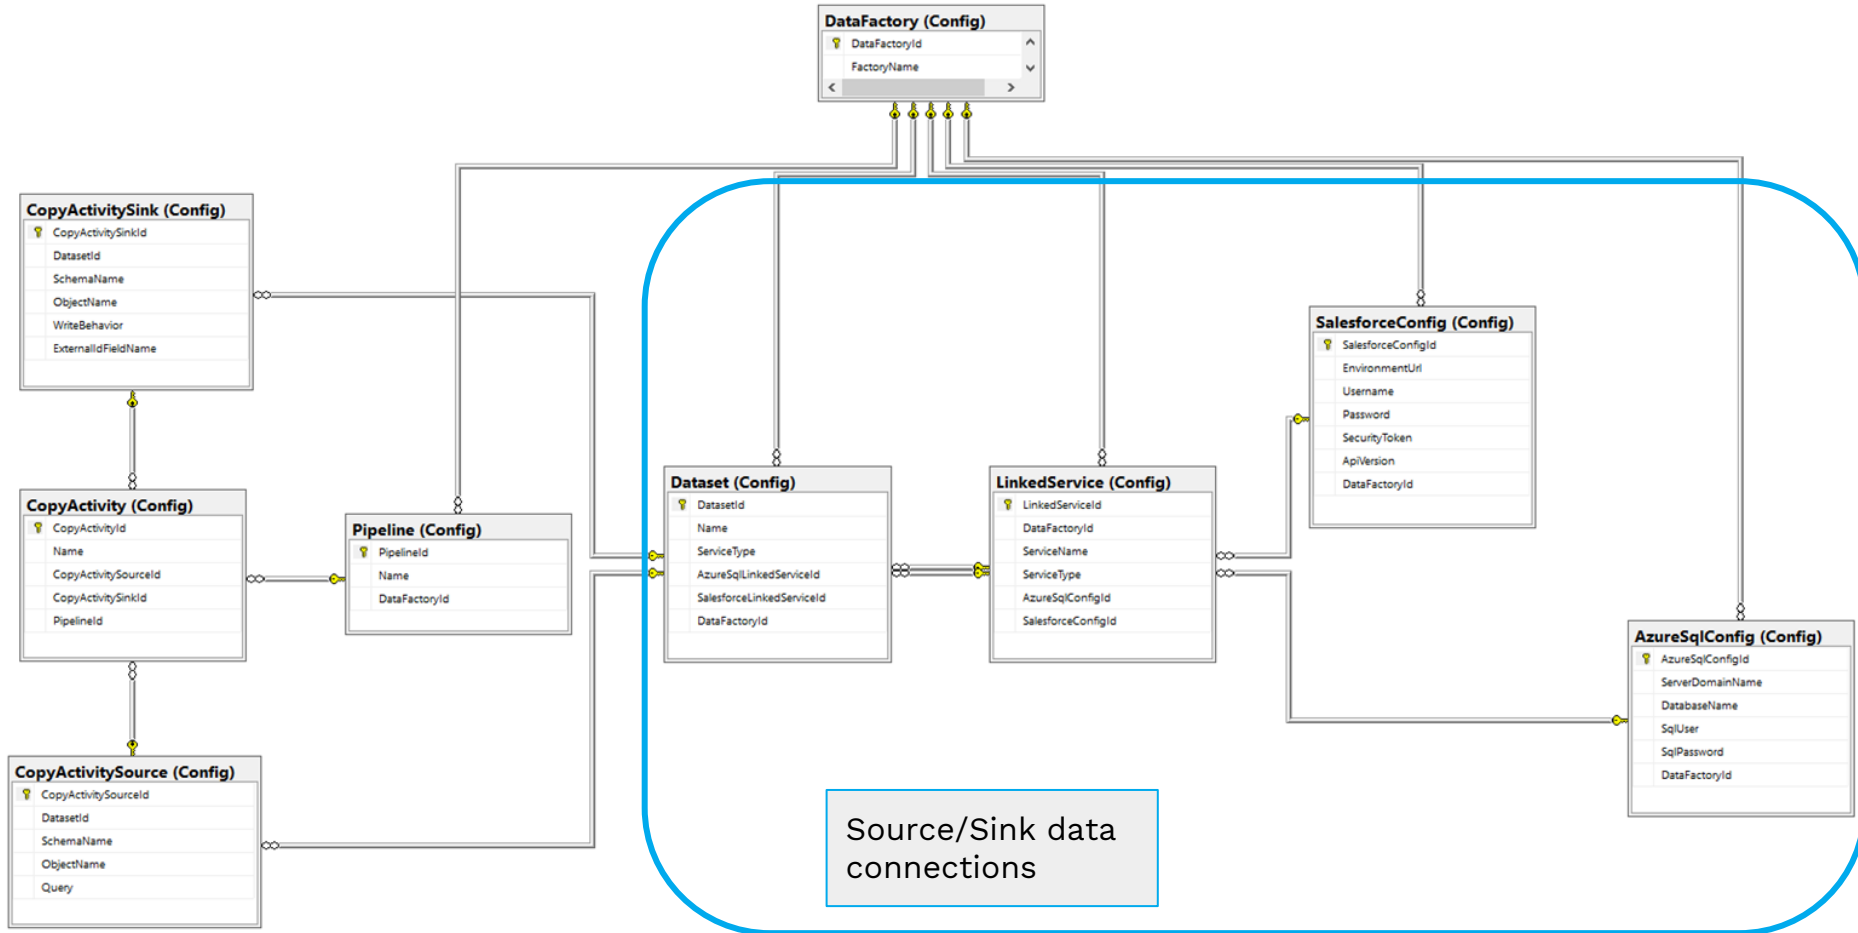 DataFactory (Config)
DataFactoryId
FactoryName
CopyActivitySink (Config)
CopyActivitySinkId
DatasetId
SchemaName
ObjectName
WriteBehavior
ExternalIdFieldName
CopyActivity (Config)
CopyActivityId
Name
CopyActivitySourceId
CopyActivitySinkId
PipelineId
CopyActivitySource (Config)
CopyActivitySourceId
DatasetId
SchemaName
ObjectName
Query
Pipeline (Config)
PipelineId
Name
DataFactoryId
Dataset (Config)
DatasetId
Name
ServiceType
AzureSqlLinkedServiceId
SalesforceLinkedServiceId
DataFactoryId
LinkedService (Config)
LinkedServiceId
DataFactoryId
ServiceName
ServiceType
AzureSqlConfigId
SalesforceConfigId
SalesforceConfig (Config)
SalesforceConfigId
EnvironmentUrl
Username
Password
SecurityToken
ApiVersion
DataFactoryId
AzureSqlConfig (Config)
AzureSqlConfigId
ServerDomainName
DatabaseName
SqlUser
SqlPassword
DataFactoryId
Source/Sink data
connections